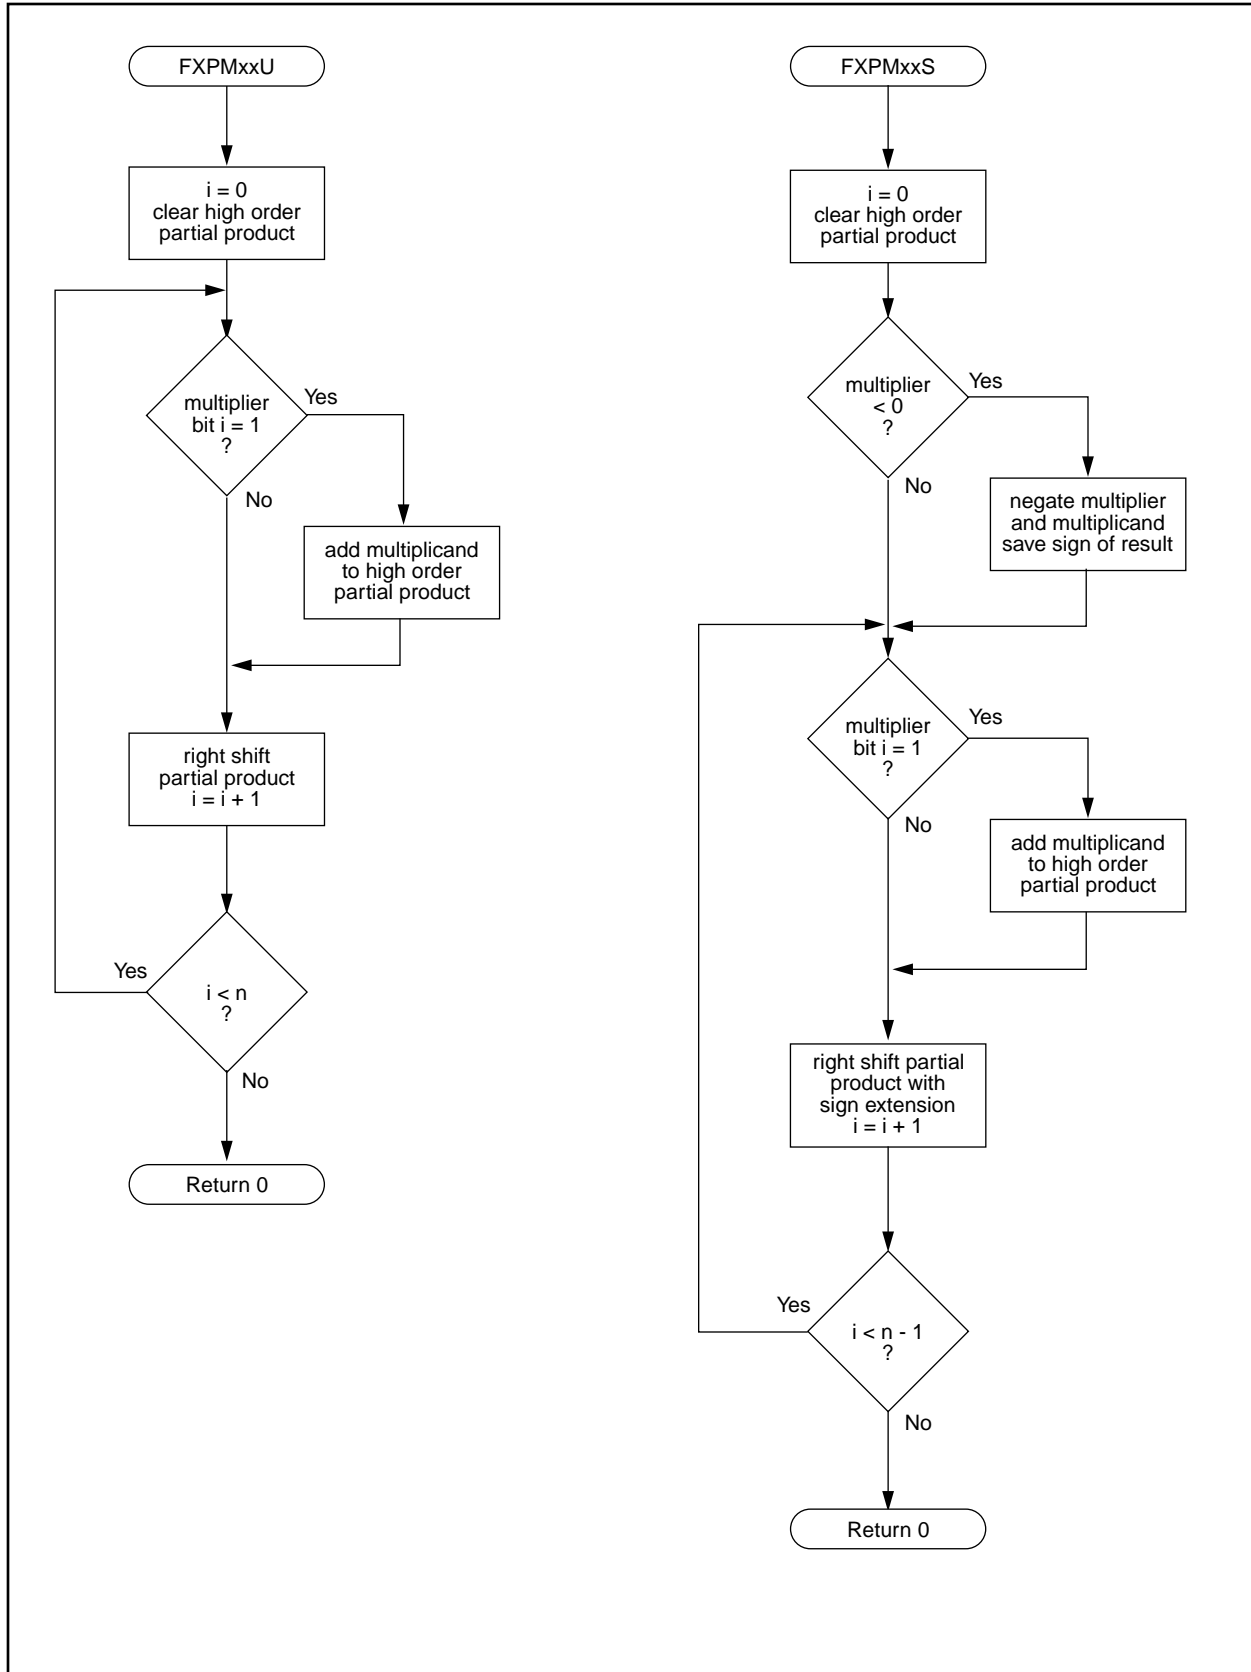 FXPMxxU
i = 0
clear high order
partial product
multiplier
bit i = 1
?
Yes
No
add multiplicand
to high order
partial product
right shift
partial product
i = i + 1
Yes
i < n
?
No
Return 0
FXPMxxS
i = 0
clear high order
partial product
multiplier
< 0
?
Yes
No
negate multiplier
and multiplicand
save sign of result
multiplier
bit i = 1
?
Yes
No
add multiplicand
to high order
partial product
right shift partial
product with
sign extension
i = i + 1
Yes
i < n - 1
?
No
Return 0